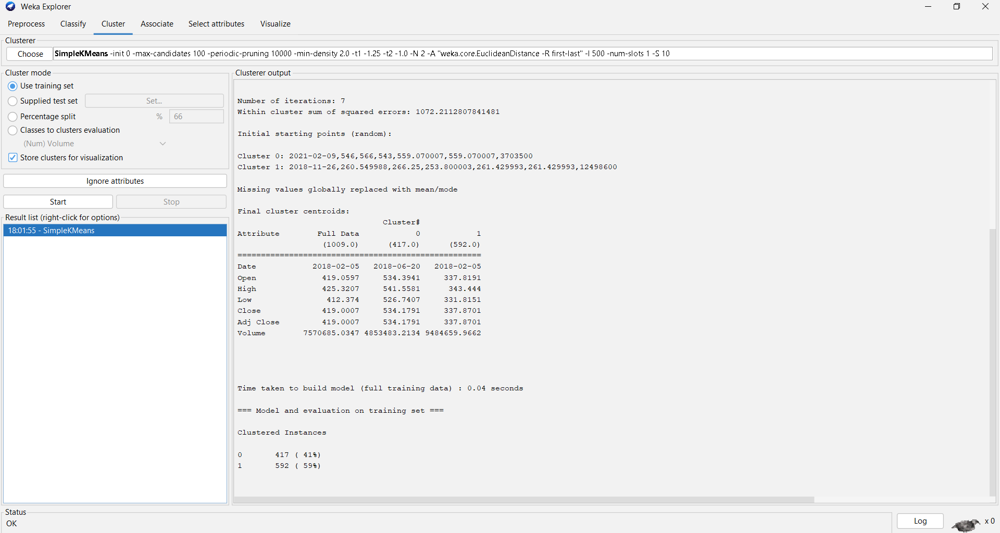 Weka Explorer
Preprocess Classify Cluster Associate Select attributes Visualize
Clusterer
Choose SimpleKMeans -init 0 -max-candidates 100 -periodic-pruning 10000 -min-density 2.0 -t1 -1.25 -t2 -1.0 -N 2 -A "weka.core.EuclideanDistance -R first-last" -I 500 -num-slots 1 -S 10
Cluster mode
Use training set
Supplied test set Set...
Percentage split % 66
Classes to clusters evaluation
(Num) Volume
Store clusters for visualization
Ignore attributes
Start Stop
Result list (right-click for options)
18:01:55 - SimpleKMeans
Clusterer output
Number of iterations: 7
Within cluster sum of squared errors: 1072.2112807841481
Initial starting points (random):
Cluster 0: 2021-02-09,546,566,543,559.070007,559.070007,3703500
Cluster 1: 2018-11-26,260.549988,266.25,253.800003,261.429993,261.429993,12498600
Missing values globally replaced with mean/mode
Final cluster centroids:
Cluster#
Attribute Full Data 0 1
(1009.0) (417.0) (592.0)
====================================================
Date 2018-02-05 2018-06-20 2018-02-05
Open 419.0597 534.3941 337.8191
High 425.3207 541.5581 343.444
Low 412.374 526.7407 331.8151
Close 419.0007 534.1791 337.8701
Adj Close 419.0007 534.1791 337.8701
Volume 7570685.0347 4853483.2134 9484659.9662
Time taken to build model (full training data) : 0.04 seconds
=== Model and evaluation on training set ===
Clustered Instances
0 417 ( 41%)
1 592 ( 59%)
Status
OK
Log x 0